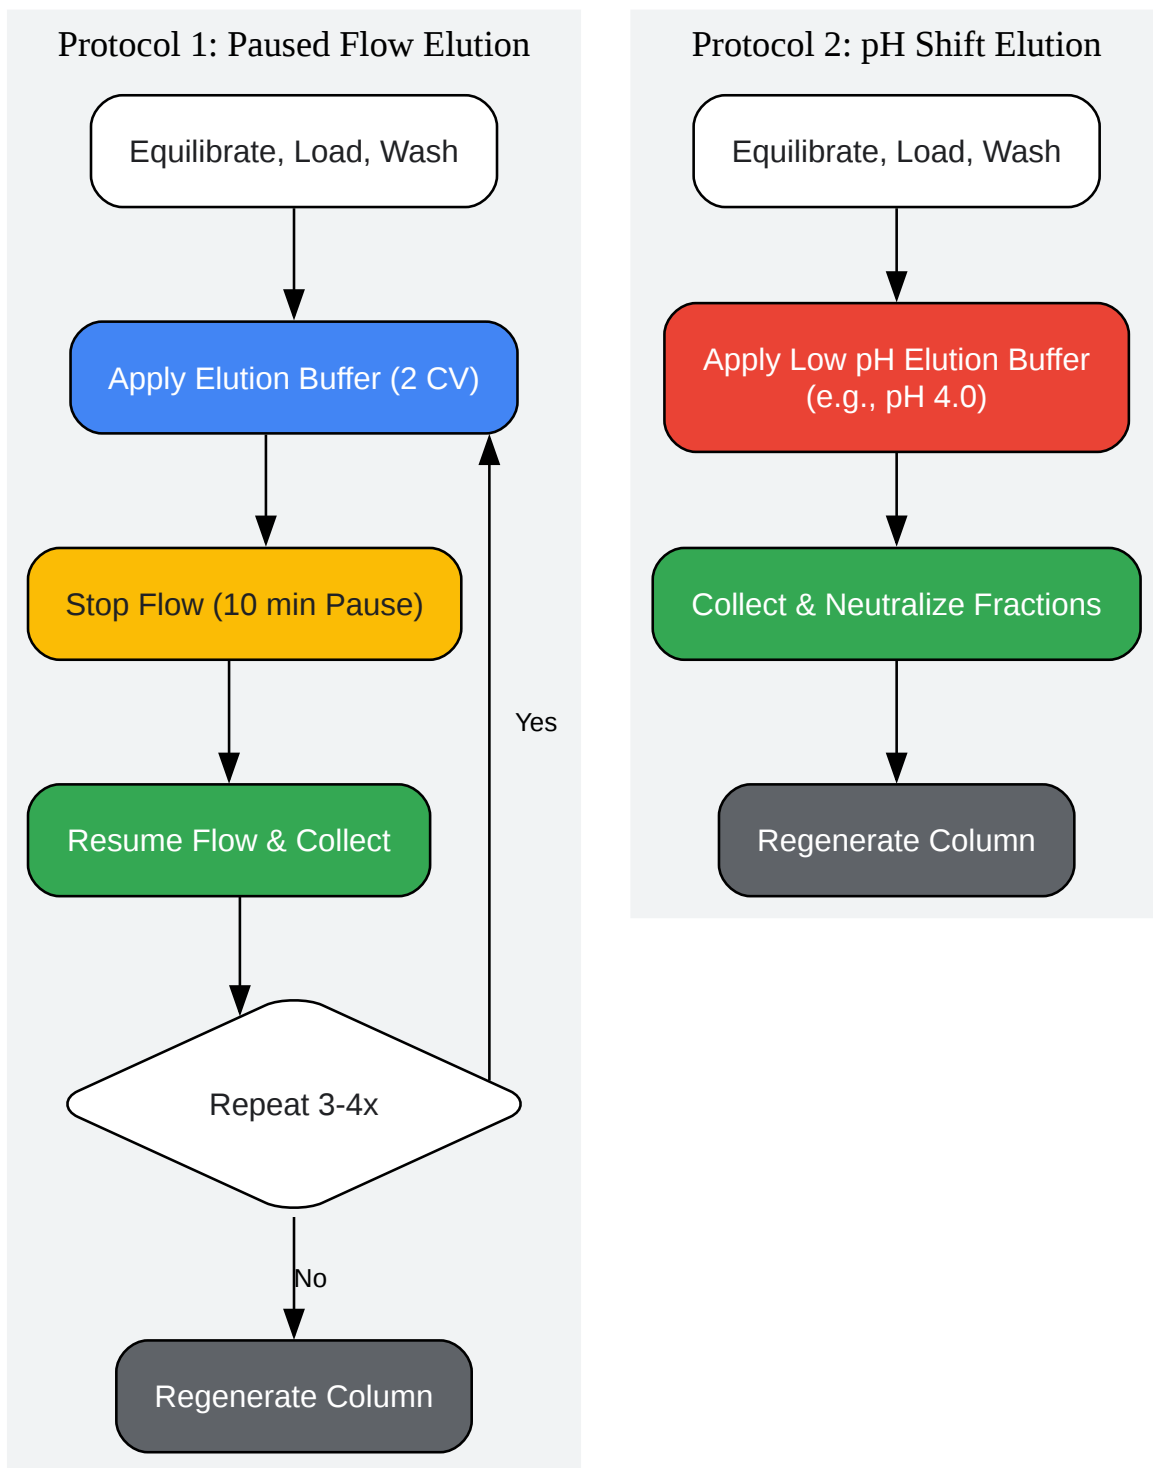 Protocol 1: Paused Flow Elution
Equilibrate, Load, Wash
Apply Elution Buffer (2 CV)
Stop Flow (10 min Pause)
Yes
Resume Flow & Collect
Repeat 3-4x
No
Regenerate Column
Protocol 2: pH Shift Elution
Equilibrate, Load, Wash
Apply Low pH Elution Buffer
(e.g., pH 4.0)
Collect & Neutralize Fractions
Regenerate Column